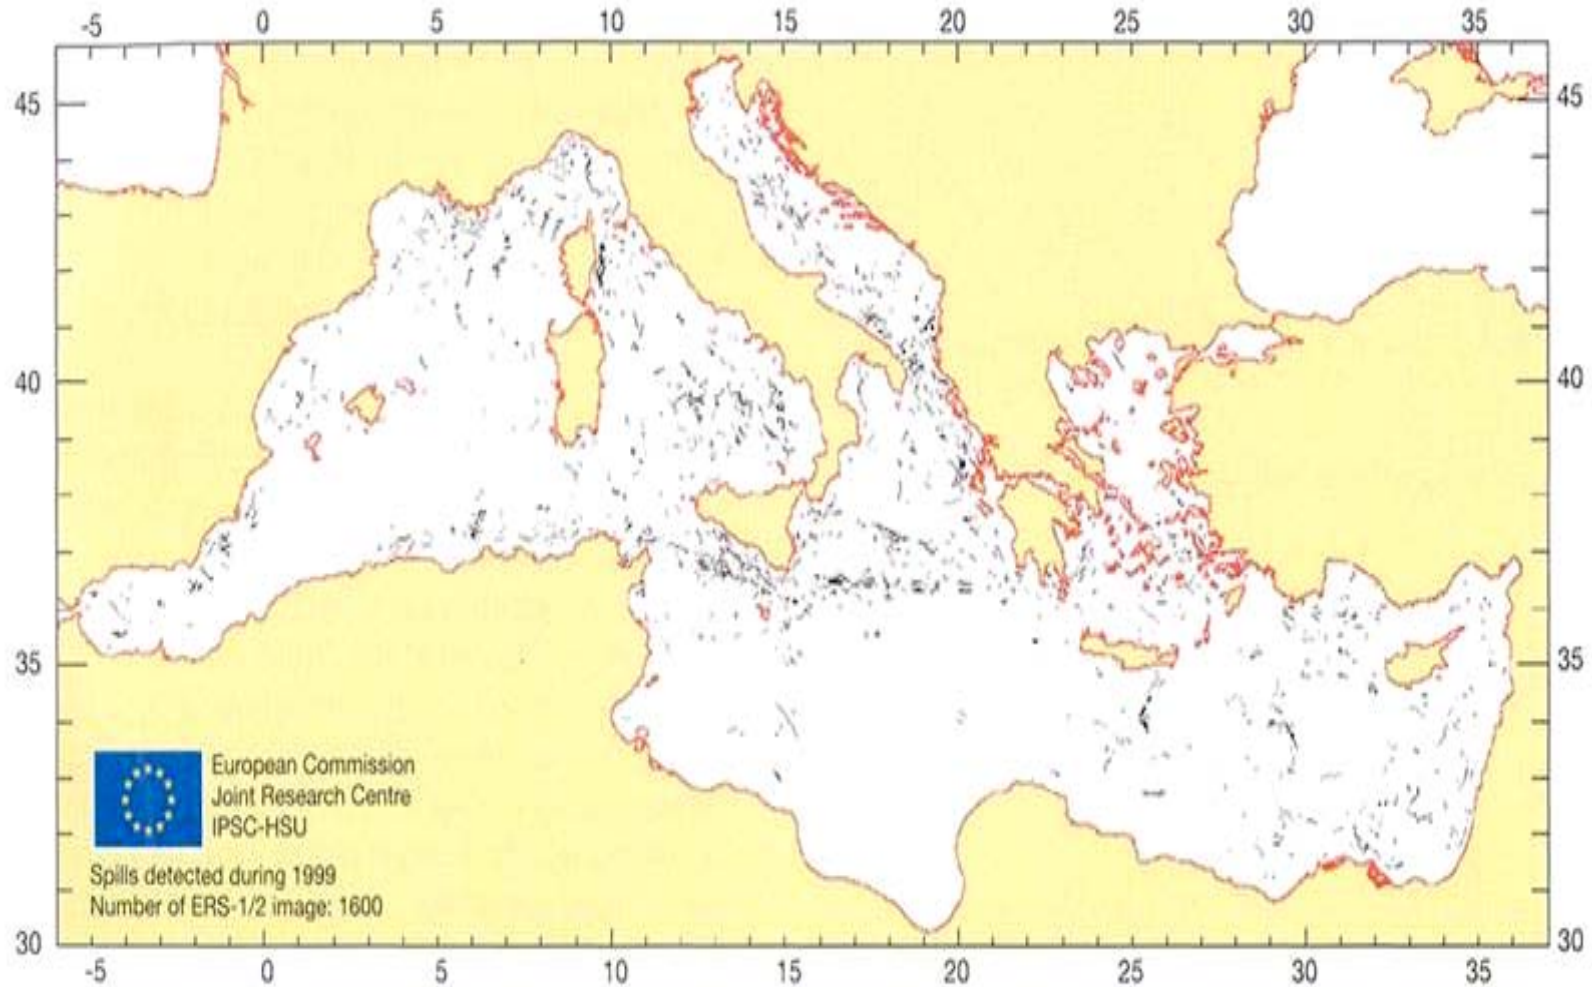 -5 0 5 10 15 20 25 30 35
45 45
40 40
35 35
European Commission
Joint Research Centre
IPSC-HSU
Spills detected during 1999
Number of ERS-1/2 image: 1600
30 30
-5 0 5 10 15 20 25 30 35